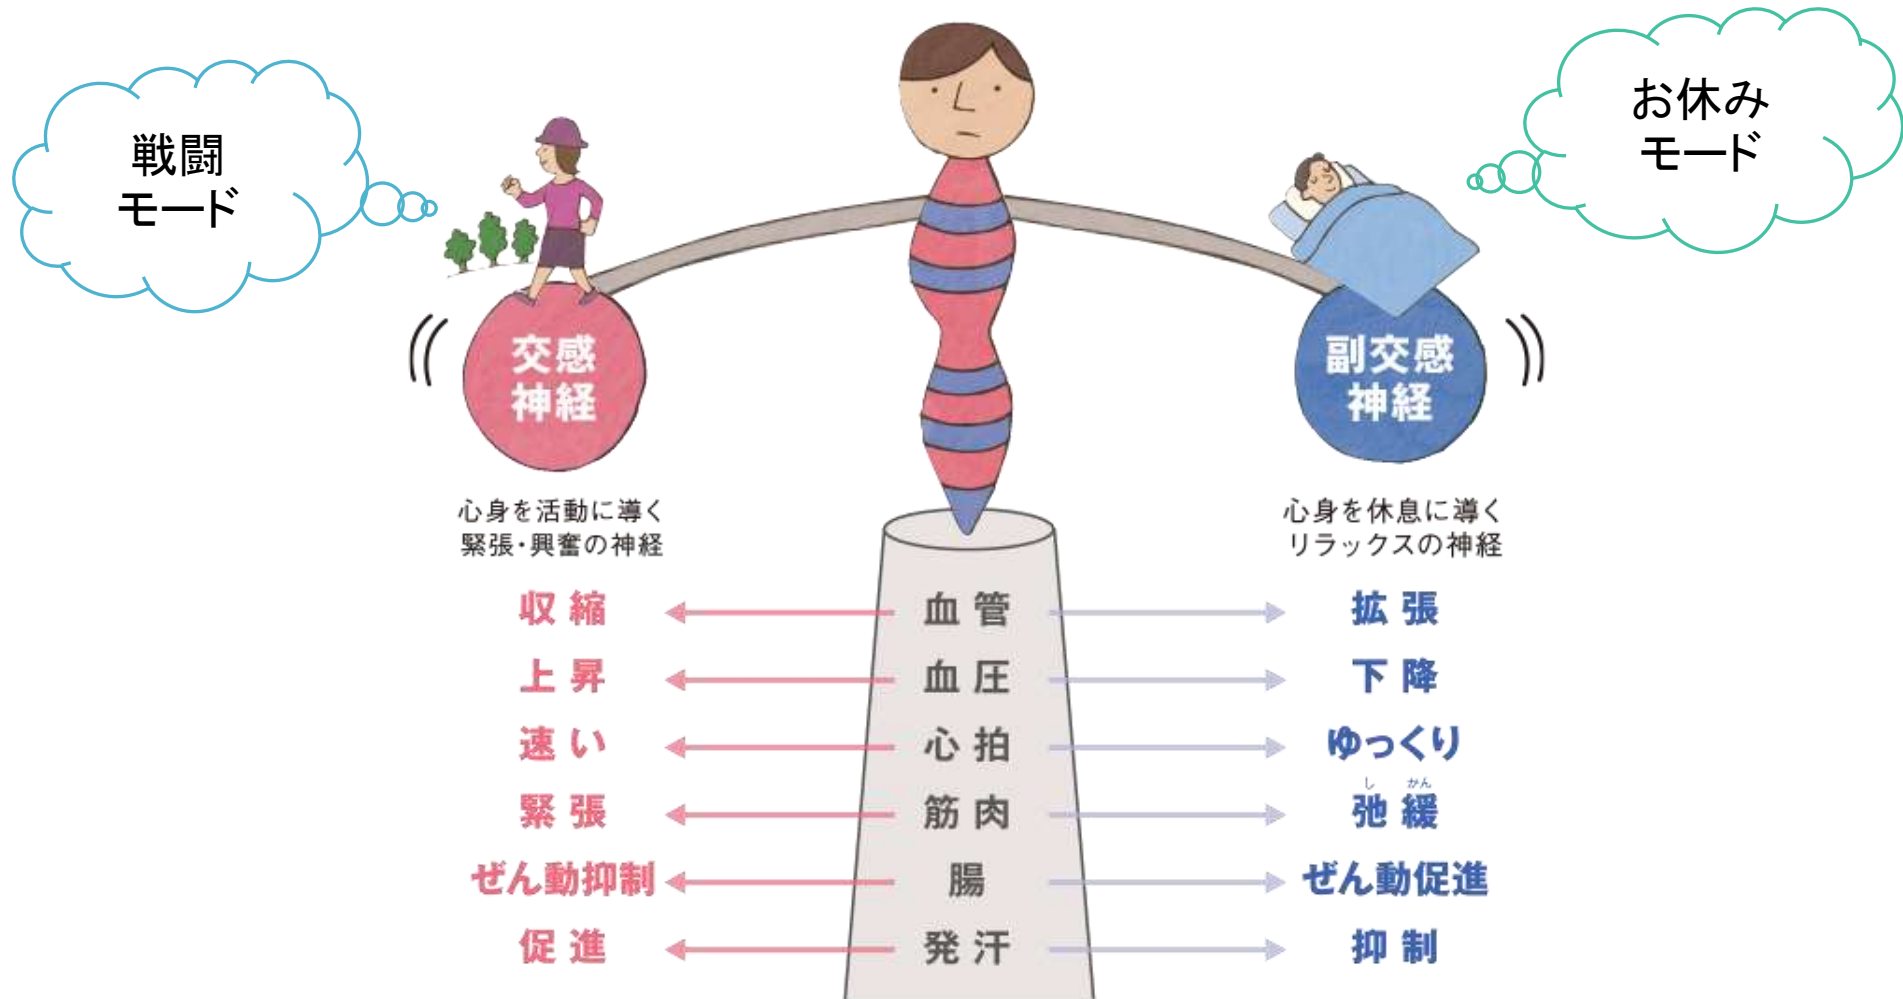 戦闘
モード
お休み
モード
交感
神経
副交感
神経
心身を活動に導く
緊張・興奮の神経
心身を休息に導く
リラックスの神経
収縮 血管 拡張
上昇 血圧 下降
速い 心拍 ゆっくり
し かん
緊張 筋肉 弛緩
ぜん動抑制 腸 ぜん動促進
促進 発汗 抑制